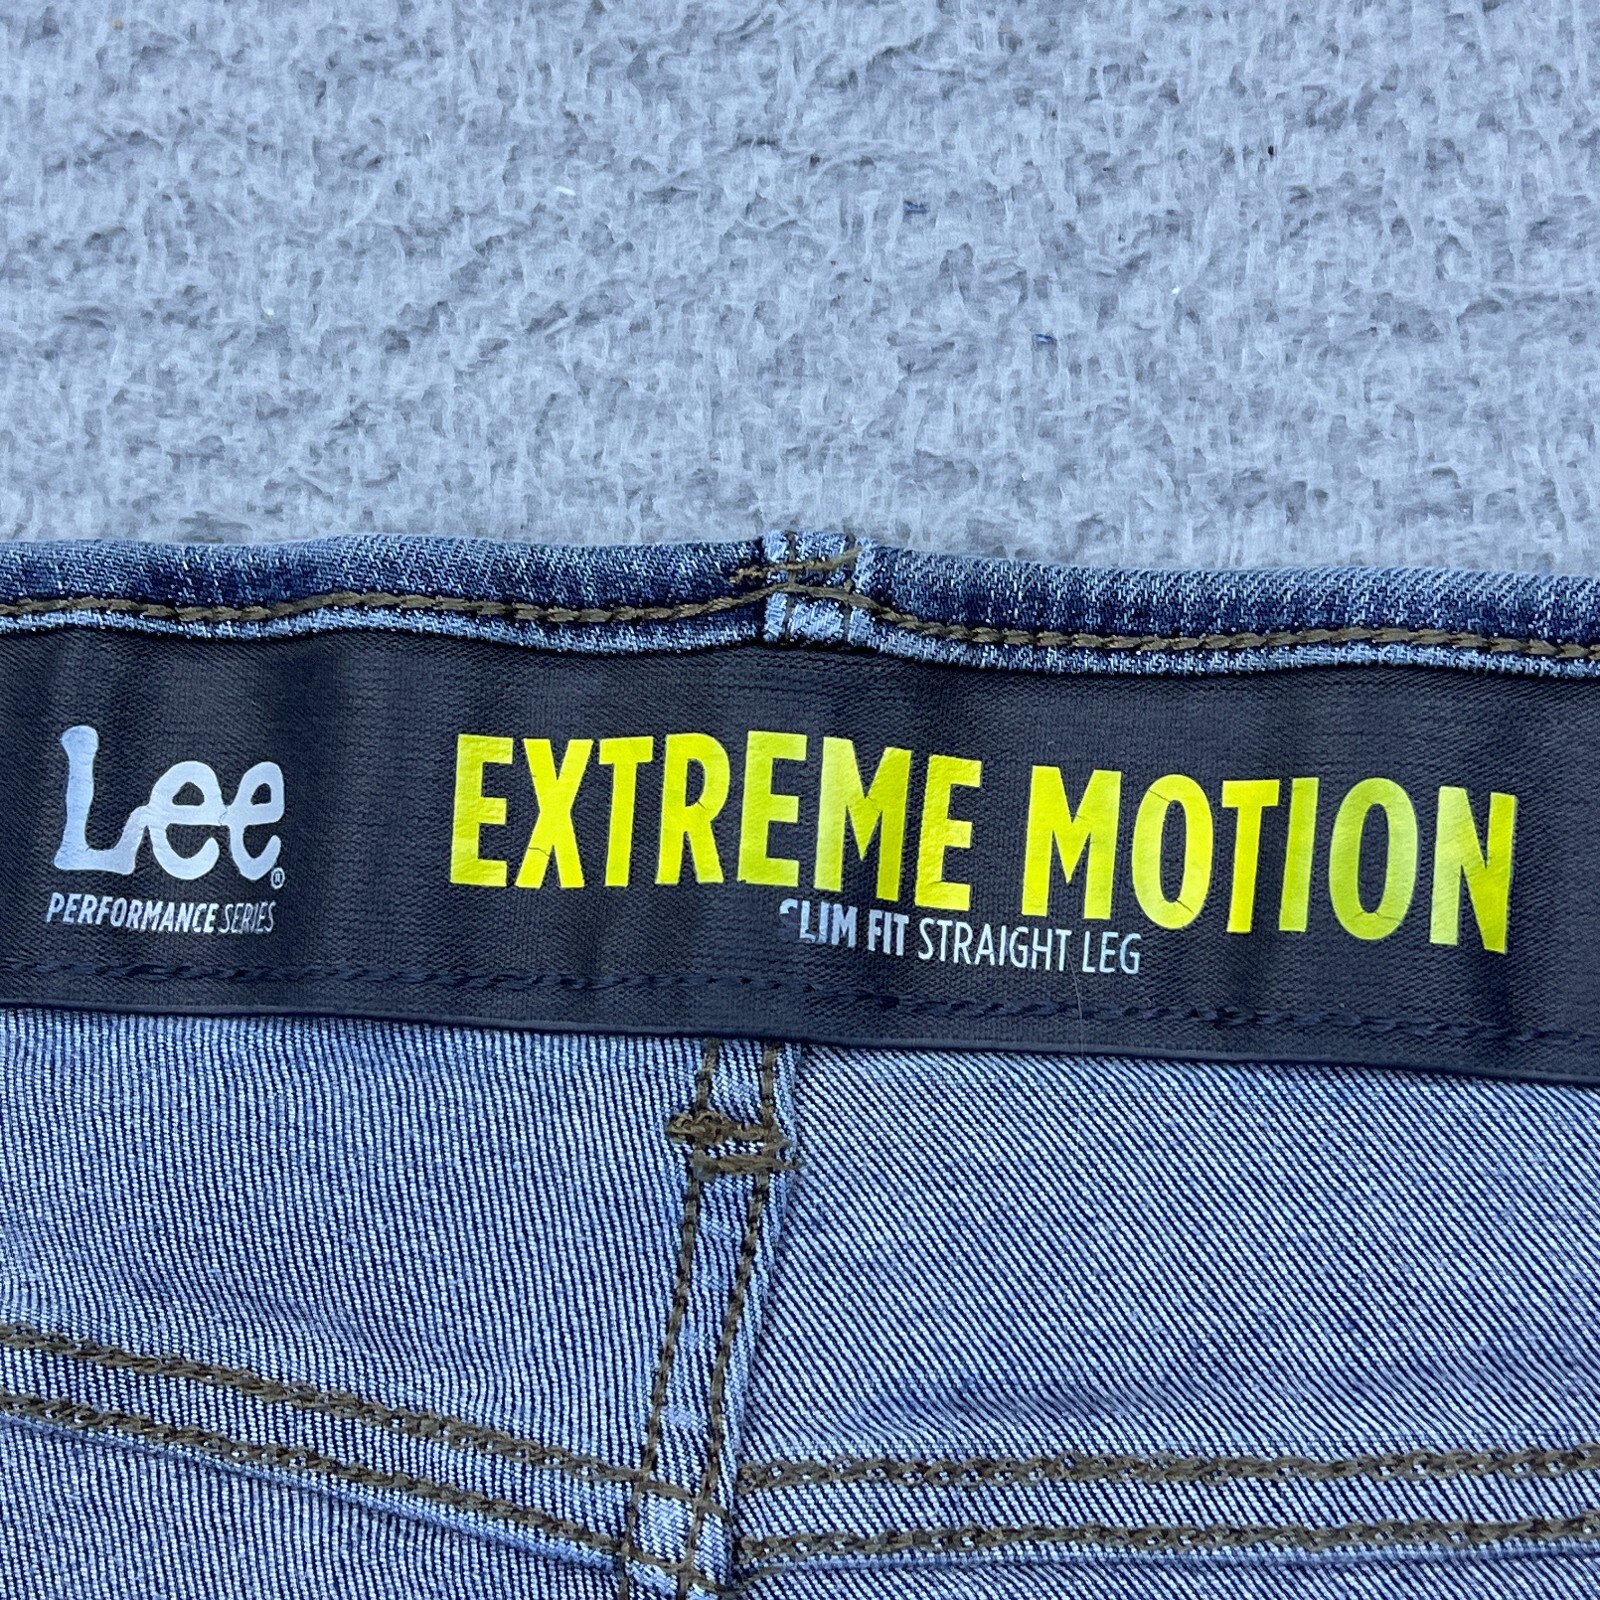 Lee®
PERFORMANCE SERIES
EXTREME MOTION
SLIM FIT STRAIGHT LEG